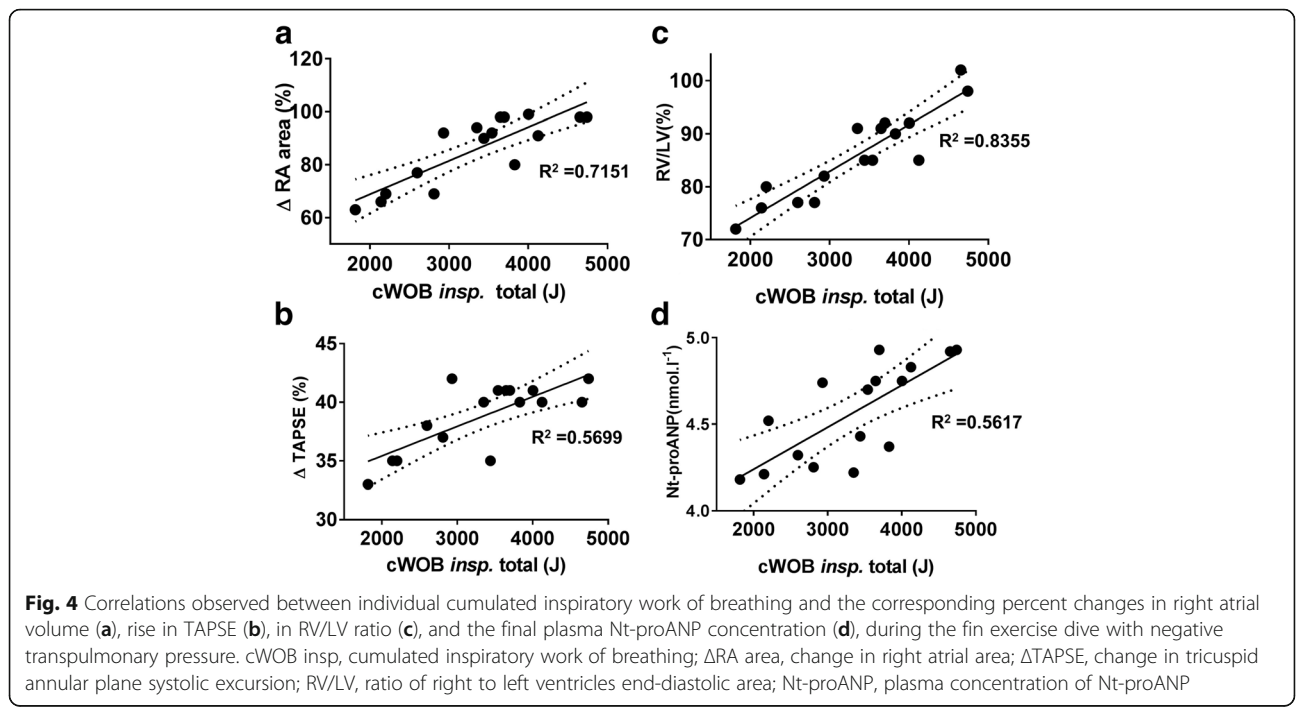 a
120
100
80
60
Δ RA area (%)
R² =0.7151
2000 3000 4000 5000
cWOB insp. total (J)
c
100
90
80
70
RV/LV(%)
R² =0.8355
2000 3000 4000 5000
cWOB insp. total (J)
b
45
40
35
30
Δ TAPSE (%)
R² =0.5699
2000 3000 4000 5000
cWOB insp. total (J)
d
5.0
4.5
4.0
Nt-proANP(nmol.l⁻¹)
R² =0.5617
2000 3000 4000 5000
cWOB insp. total (J)
Fig. 4 Correlations observed between individual cumulated inspiratory work of breathing and the corresponding percent changes in right atrial
volume (a), rise in TAPSE (b), in RV/LV ratio (c), and the final plasma Nt-proANP concentration (d), during the fin exercise dive with negative
transpulmonary pressure. cWOB insp, cumulated inspiratory work of breathing; ΔRA area, change in right atrial area; ΔTAPSE, change in tricuspid
annular plane systolic excursion; RV/LV, ratio of right to left ventricles end-diastolic area; Nt-proANP, plasma concentration of Nt-proANP